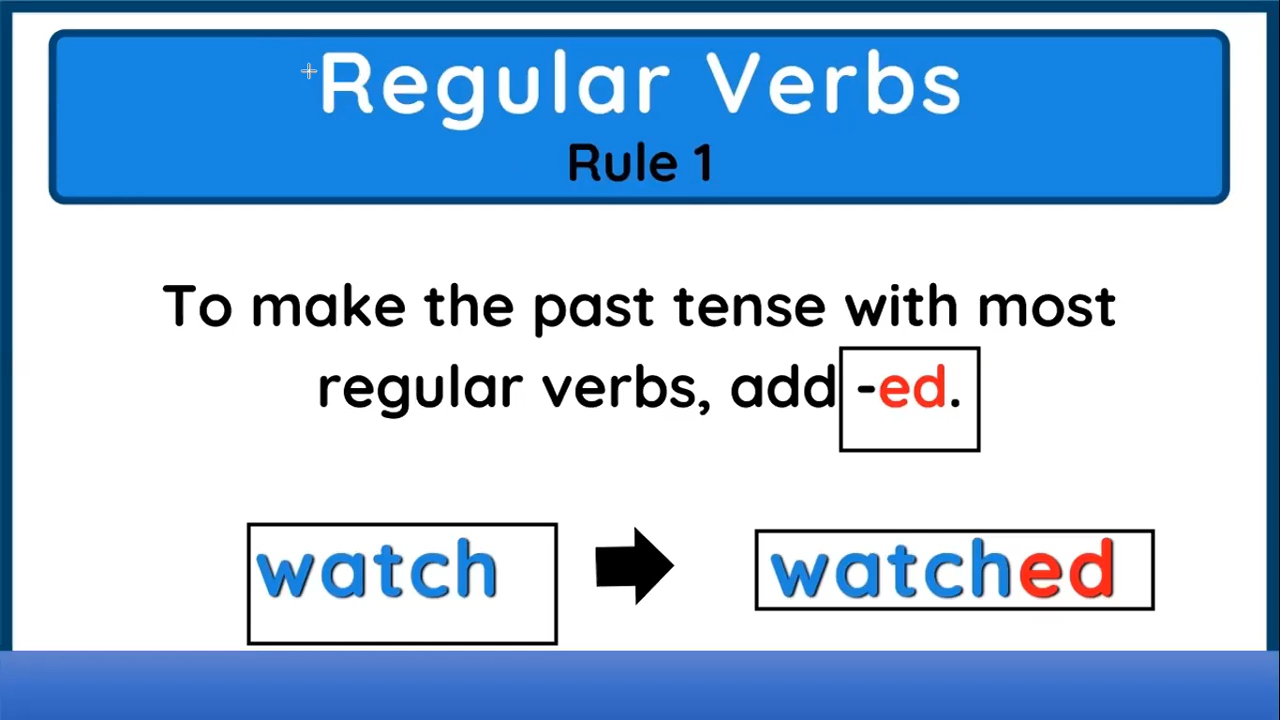 Regular Verbs
Rule 1
To make the past tense with most
regular verbs, add -ed.
watch watched